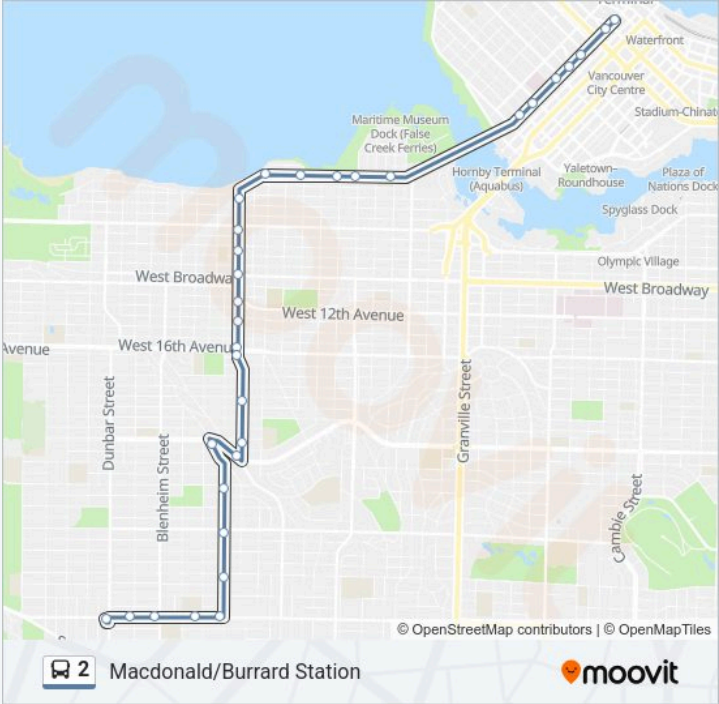 Terminal
Waterfront
Vancouver
City Centre
Stadium-Chinat
Maritime Museum
Dock (False
Creek Ferries)
Hornby Terminal
(Aquabus)
Yaletown-
Roundhouse
Plaza of
Nations Dock
Spyglass Dock
Olympic Village
West Broadwa
West Broadway
West 12th Avenue
Avenue
West 16th Avenu
Dunbar Street
Blenheim Street
Granville Street
Cambie Street
moovit
© OpenStreetMap contributors | © OpenMapTiles
2 Macdonald/Burrard Station
moovit